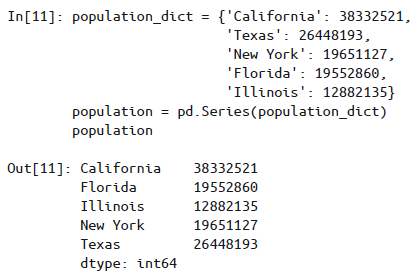 In[11]: population_dict = {'California': 38332521,
                           'Texas': 26448193,
                           'New York': 19651127,
                           'Florida': 19552860,
                           'Illinois': 12882135}
        population = pd.Series(population_dict)
        population
Out[11]: California    38332521
         Florida       19552860
         Illinois      12882135
         New York      19651127
         Texas         26448193
         dtype: int64